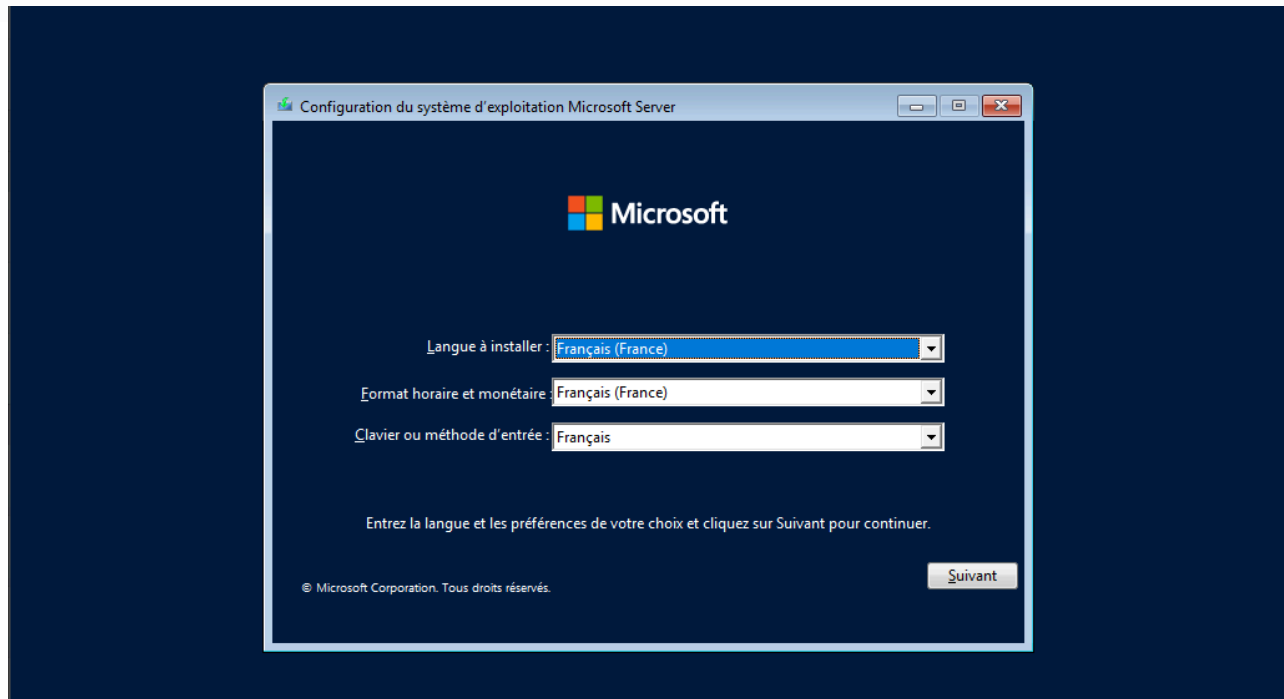 Configuration du système d'exploitation Microsoft Server
Microsoft
Langue à installer : Français (France)
Format horaire et monétaire : Français (France)
Clavier ou méthode d'entrée : Français
Entrez la langue et les préférences de votre choix et cliquez sur Suivant pour continuer.
Suivant
© Microsoft Corporation. Tous droits réservés.